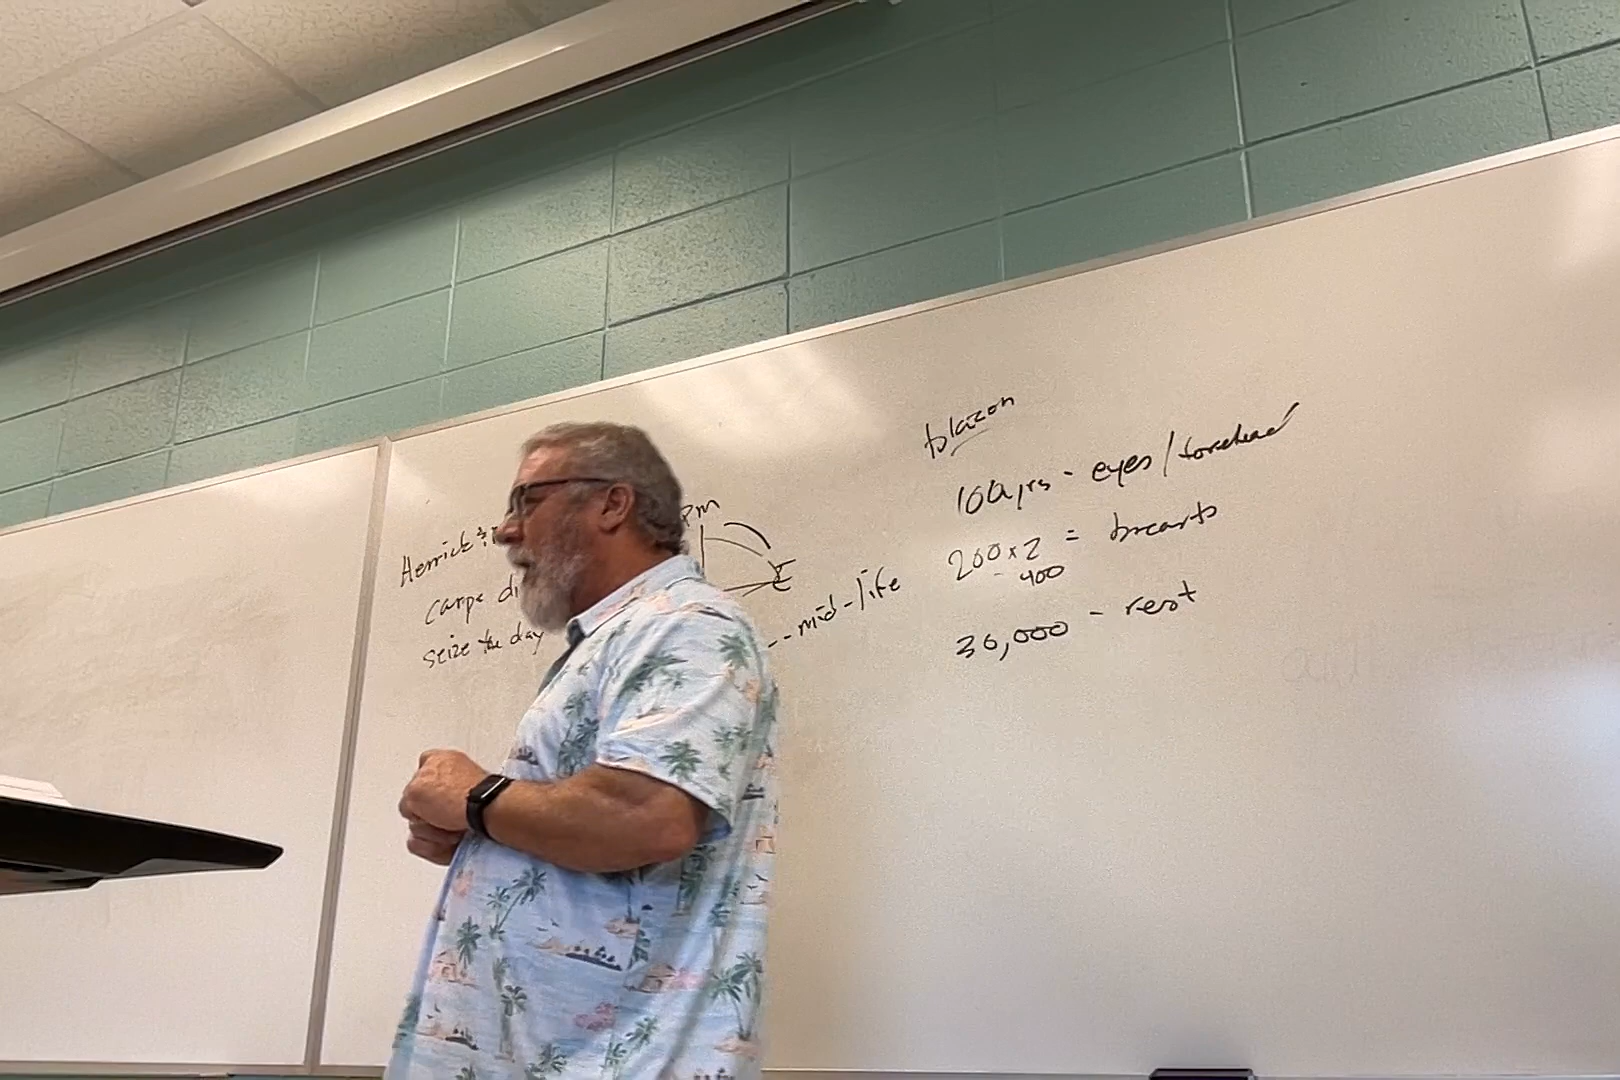 Herrick
carpe di
seize the day
PM
-- mid-life
blazon
100 yrs - eyes / forehead
200 x 2 = breasts
400
30,000 - rest